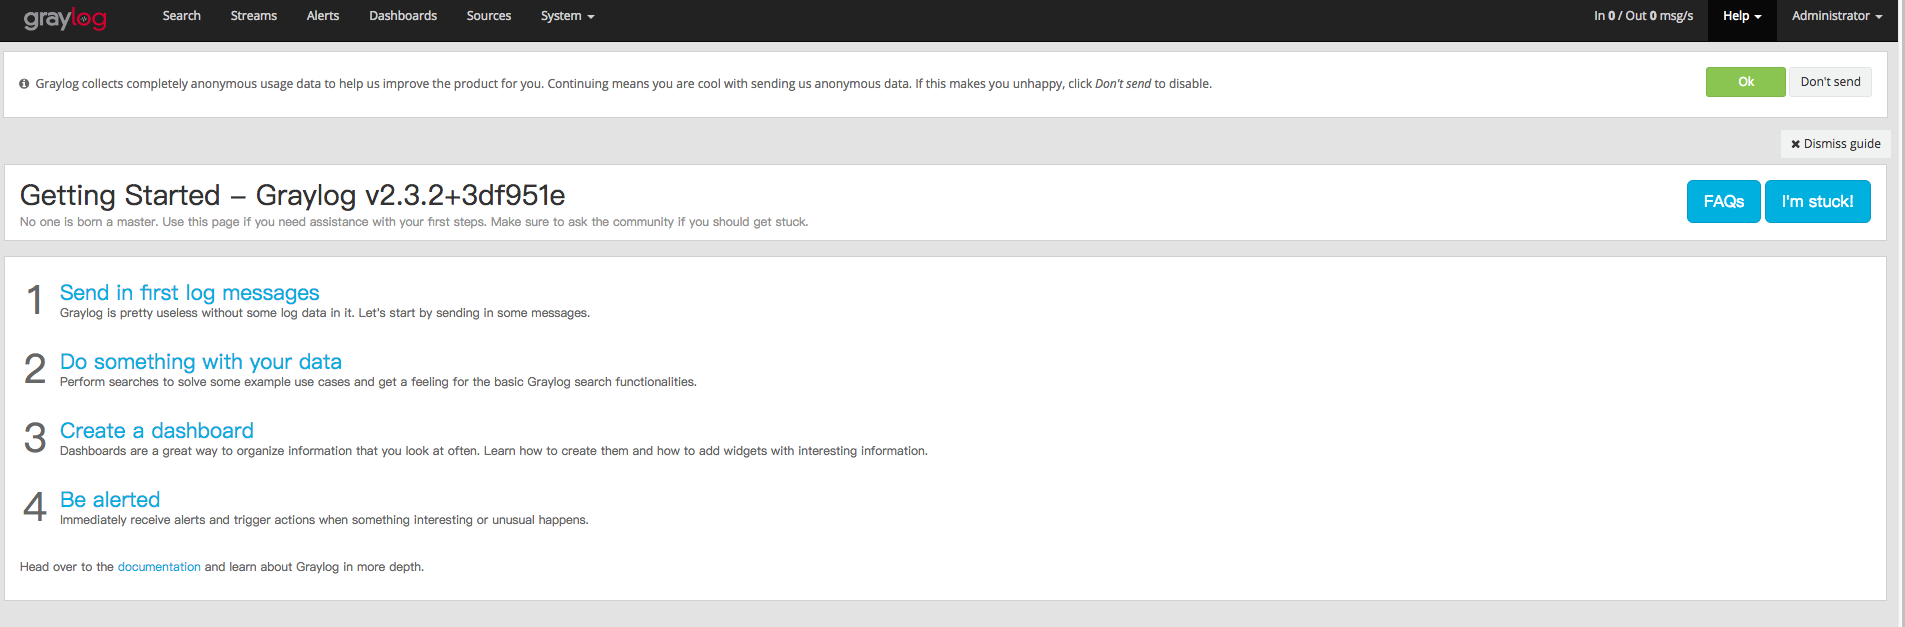 graylog Search Streams Alerts Dashboards Sources System In 0 / Out 0 msg/s Help Administrator
Graylog collects completely anonymous usage data to help us improve the product for you. Continuing means you are cool with sending us anonymous data. If this makes you unhappy, click Don't send to disable. Ok Don't send
Dismiss guide
Getting Started – Graylog v2.3.2+3df951e
No one is born a master. Use this page if you need assistance with your first steps. Make sure to ask the community if you should get stuck.
FAQs I'm stuck!
1 Send in first log messages
Graylog is pretty useless without some log data in it. Let's start by sending in some messages.
2 Do something with your data
Perform searches to solve some example use cases and get a feeling for the basic Graylog search functionalities.
3 Create a dashboard
Dashboards are a great way to organize information that you look at often. Learn how to create them and how to add widgets with interesting information.
4 Be alerted
Immediately receive alerts and trigger actions when something interesting or unusual happens.
Head over to the documentation and learn about Graylog in more depth.